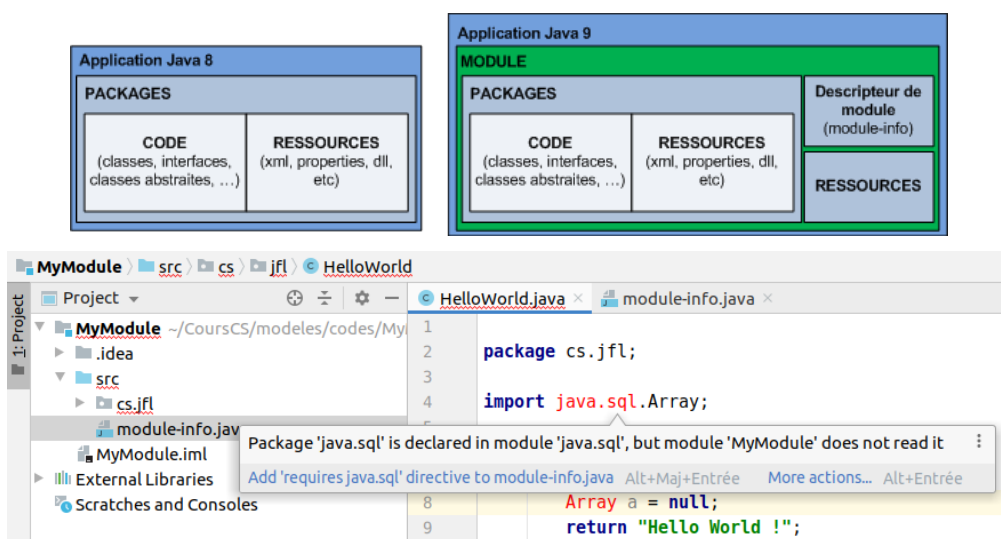 Application Java 8
PACKAGES
CODE
(classes, interfaces,
classes abstraites, ...)
RESSOURCES
(xml, properties, dll,
etc)
Application Java 9
MODULE
PACKAGES
CODE
(classes, interfaces,
classes abstraites, ...)
RESSOURCES
(xml, properties, dll,
etc)
Descripteur de
module
(module-info)
RESSOURCES
MyModule src cs jfl HelloWorld
1: Project
Project
MyModule ~/CoursCS/modeles/codes/My
.idea
src
cs.jfl
module-info.jav
MyModule.iml
External Libraries
Scratches and Consoles
HelloWorld.java
module-info.java
1
2 package cs.jfl;
3
4 import java.sql.Array;
Package 'java.sql' is declared in module 'java.sql', but module 'MyModule' does not read it
Add 'requires java.sql' directive to module-info.java Alt+Maj+Entrée More actions... Alt+Entrée
8 Array a = null;
9 return "Hello World !";